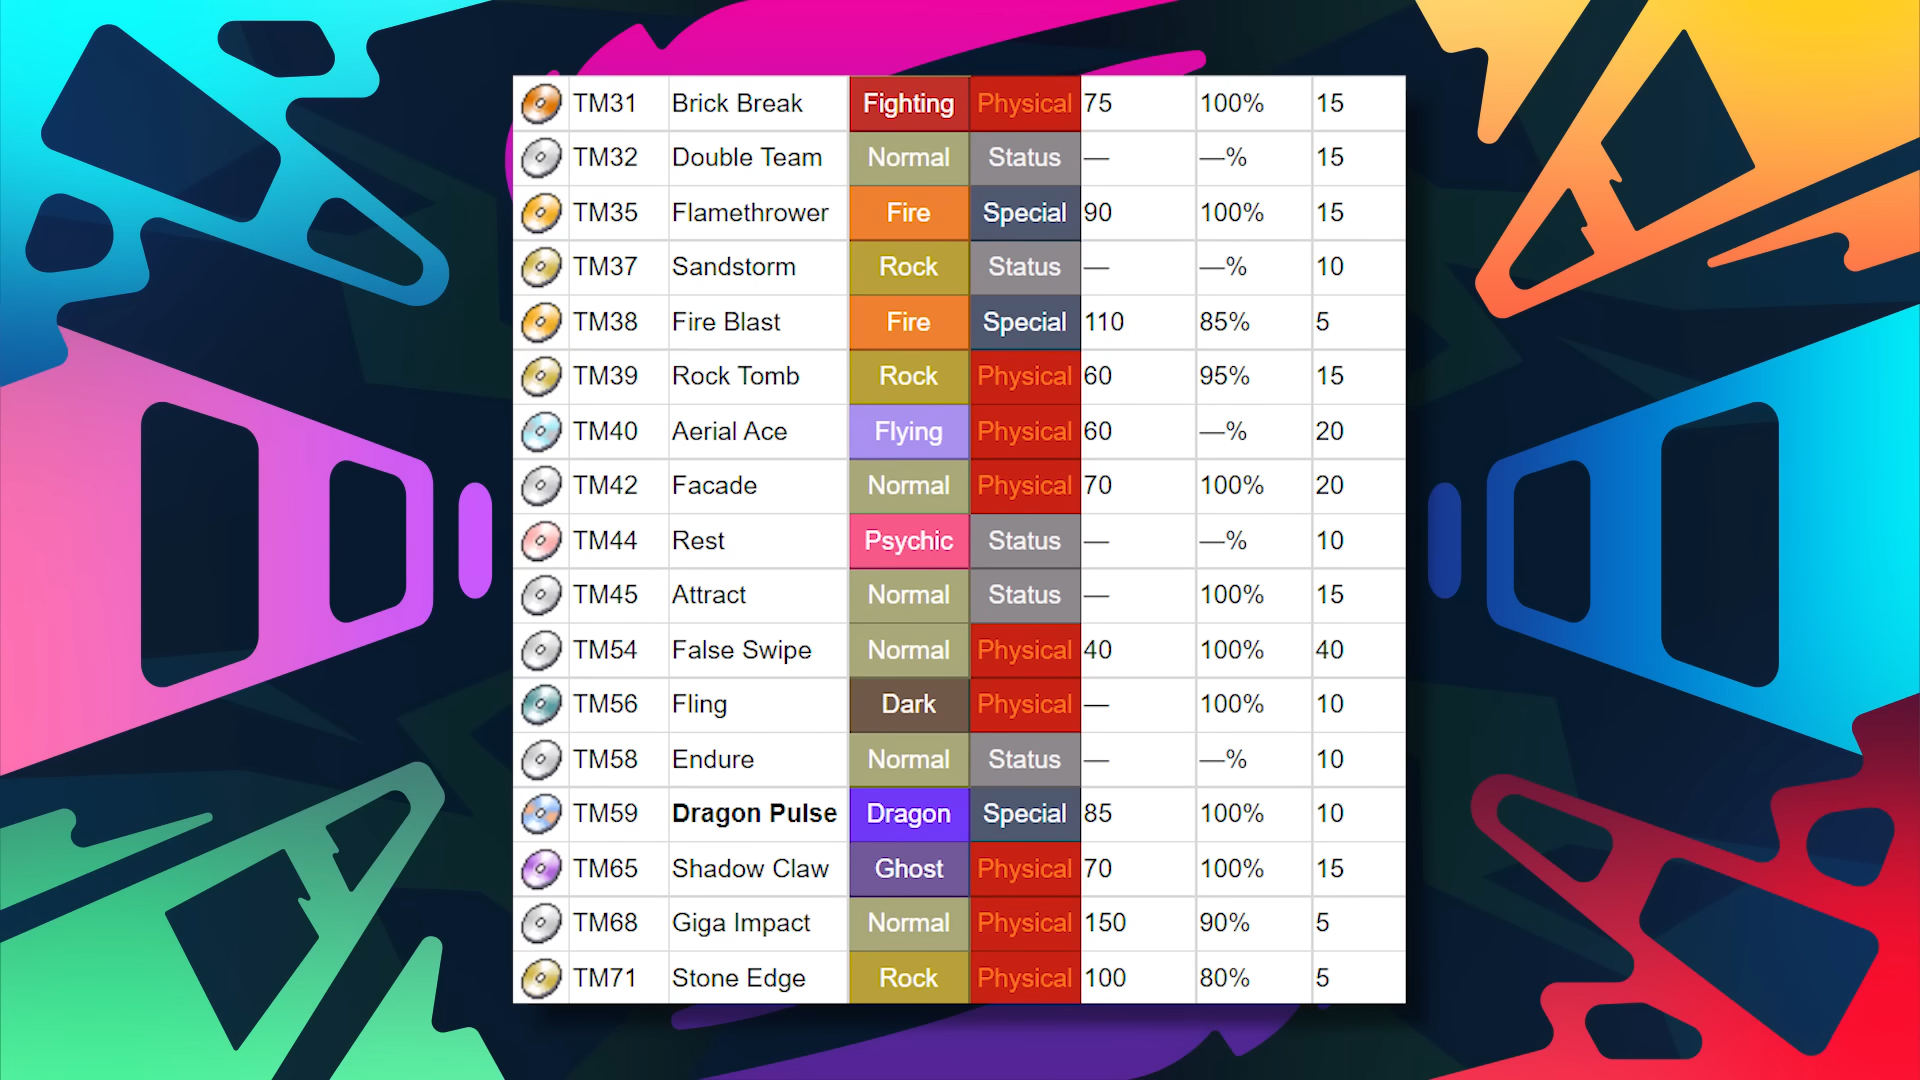 TM31 Brick Break Fighting Physical 75 100% 15
TM32 Double Team Normal Status — —% 15
TM35 Flamethrower Fire Special 90 100% 15
TM37 Sandstorm Rock Status — —% 10
TM38 Fire Blast Fire Special 110 85% 5
TM39 Rock Tomb Rock Physical 60 95% 15
TM40 Aerial Ace Flying Physical 60 —% 20
TM42 Facade Normal Physical 70 100% 20
TM44 Rest Psychic Status — —% 10
TM45 Attract Normal Status — 100% 15
TM54 False Swipe Normal Physical 40 100% 40
TM56 Fling Dark Physical — 100% 10
TM58 Endure Normal Status — —% 10
TM59 Dragon Pulse Dragon Special 85 100% 10
TM65 Shadow Claw Ghost Physical 70 100% 15
TM68 Giga Impact Normal Physical 150 90% 5
TM71 Stone Edge Rock Physical 100 80% 5